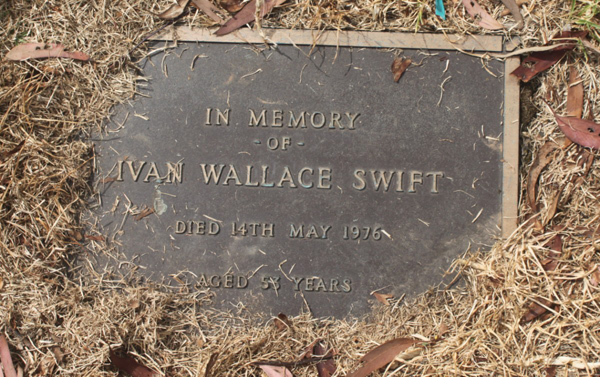 IN MEMORY
- OF -
IVAN WALLACE SWIFT
DIED 14TH MAY 1976
AGED YEARS